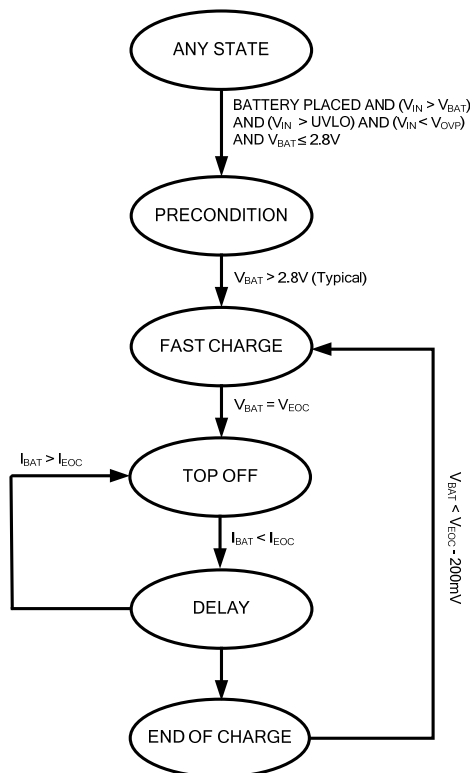 ANY STATE
BATTERY PLACED AND (VIN > VBAT)
AND (VIN > UVLO) AND (VIN < VOVP)
AND VBAT ≤ 2.8V
PRECONDITION
VBAT > 2.8V (Typical)
FAST CHARGE
VBAT = VEOC
IBAT > IEOC
TOP OFF
IBAT < IEOC
VBAT < VEOC - 200mV
DELAY
END OF CHARGE